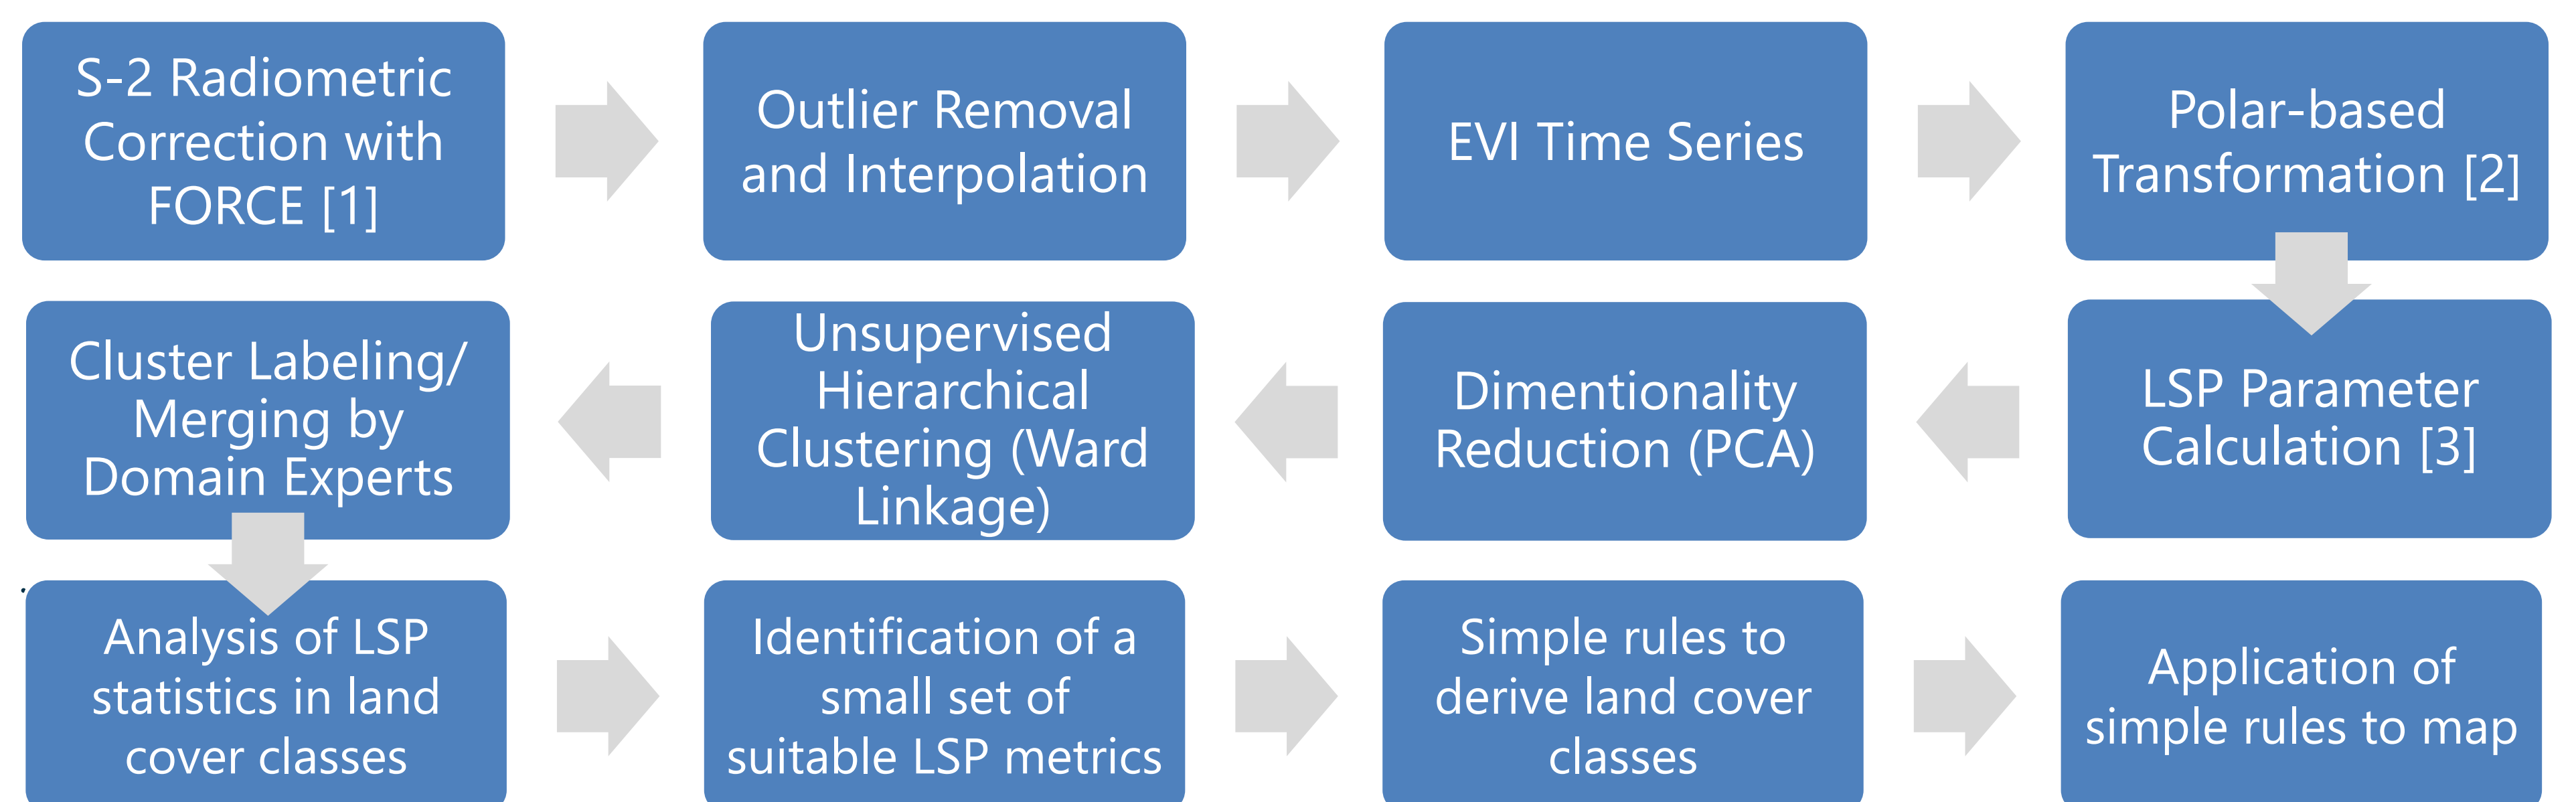 S-2 Radiometric
Correction with
FORCE [1]
Outlier Removal
and Interpolation
EVI Time Series
Polar-based
Transformation [2]
LSP Parameter
Calculation [3]
Dimentionality
Reduction (PCA)
Unsupervised
Hierarchical
Clustering (Ward
Linkage)
Cluster Labeling/
Merging by
Domain Experts
Analysis of LSP
statistics in land
cover classes
Identification of a
small set of
suitable LSP metrics
Simple rules to
derive land cover
classes
Application of
simple rules to map